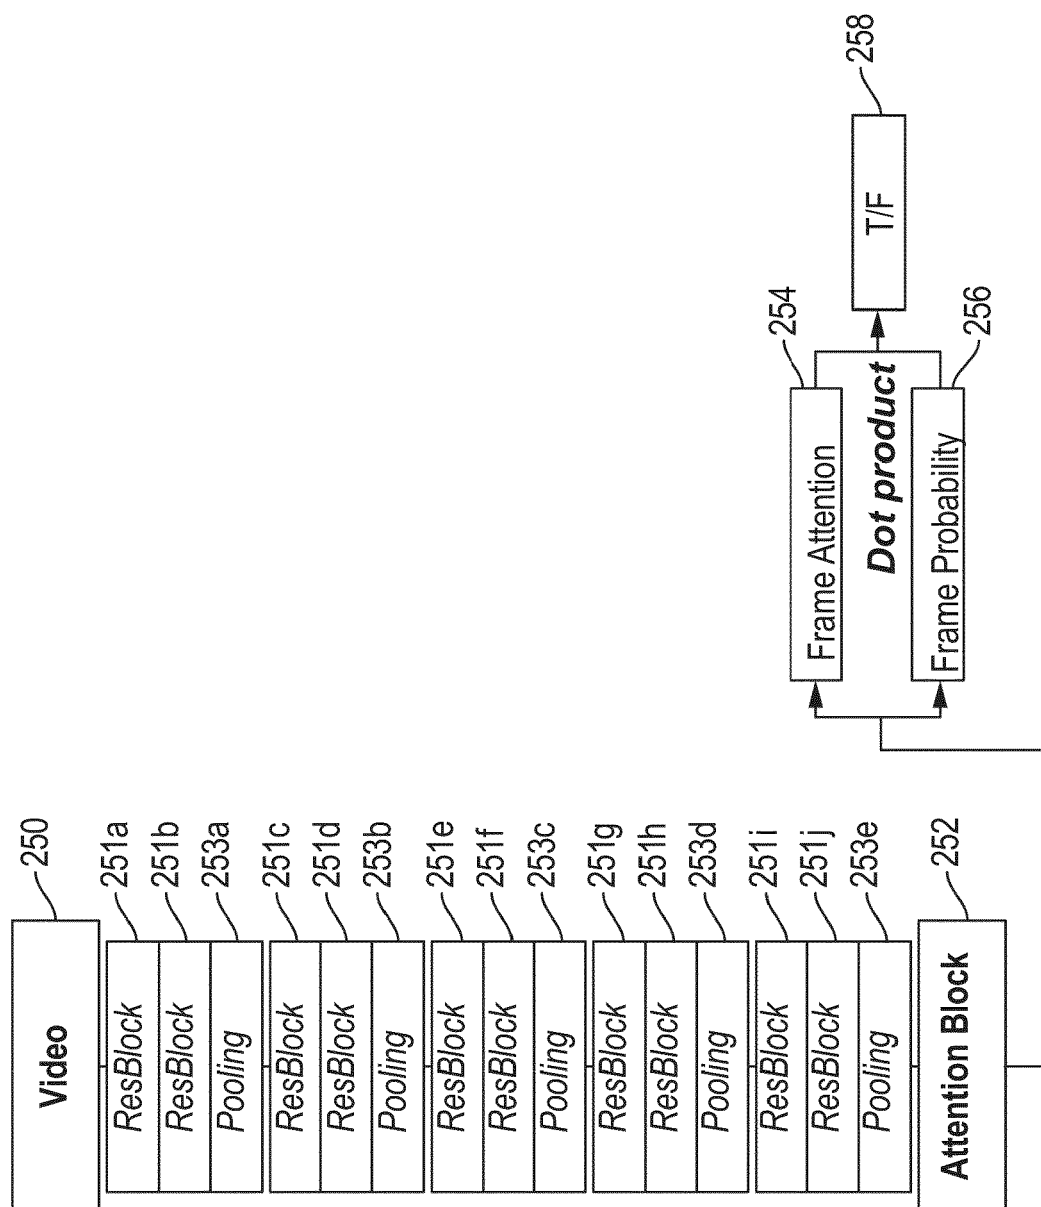 Video
250
ResBlock
251a
ResBlock
251b
Pooling
253a
ResBlock
251c
ResBlock
251d
Pooling
253b
ResBlock
251e
ResBlock
251f
Pooling
253c
ResBlock
251g
ResBlock
251h
Pooling
253d
ResBlock
251i
ResBlock
251j
Pooling
253e
Attention Block
252
Frame Attention
254
Dot product
Frame Probability
256
T/F
258